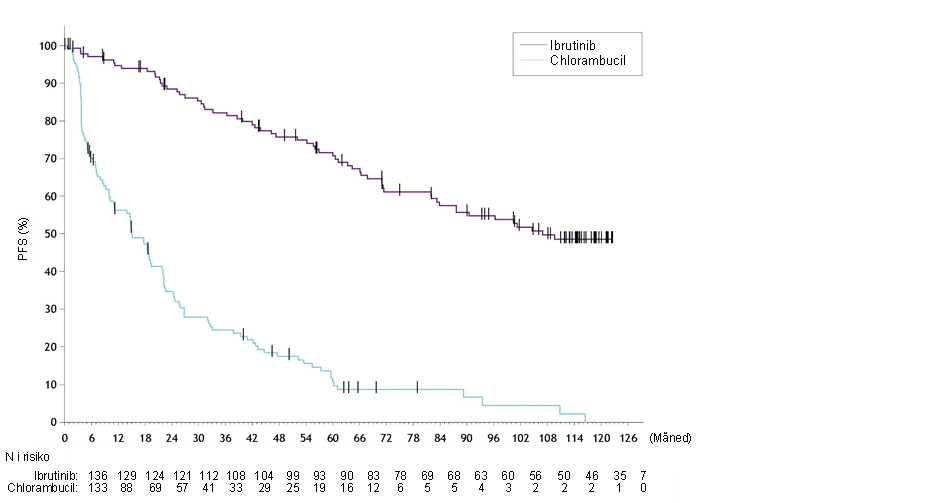 Ibrutinib
Chlorambucil
PFS (%)
100
90
80
70
60
50
40
30
20
10
0
0 6 12 18 24 30 36 42 48 54 60 66 72 78 84 90 96 102 108 114 120 126 (Måned)
N i risiko
Ibrutinib: 136 129 124 121 112 108 104 99 93 90 83 78 69 68 63 60 56 50 46 35 7
Chlorambucil: 133 88 69 57 41 33 29 25 19 16 12 6 5 5 4 3 2 2 2 1 0